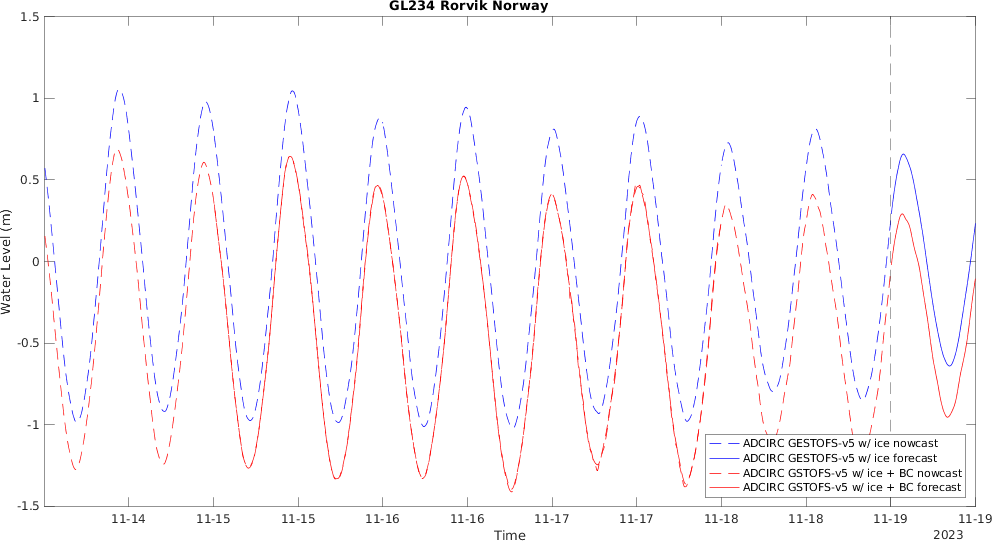 GL234 Rorvik Norway
1.5
1
0.5
0
-0.5
-1
-1.5
Water Level (m)
ADCIRC GESTOFS-v5 w/ ice nowcast
ADCIRC GESTOFS-v5 w/ ice forecast
ADCIRC GSTOFS-v5 w/ ice + BC nowcast
ADCIRC GSTOFS-v5 w/ ice + BC forecast
11-14 11-15 11-15 11-16 11-16 11-17 11-17 11-18 11-18 11-19 11-19
Time
2023